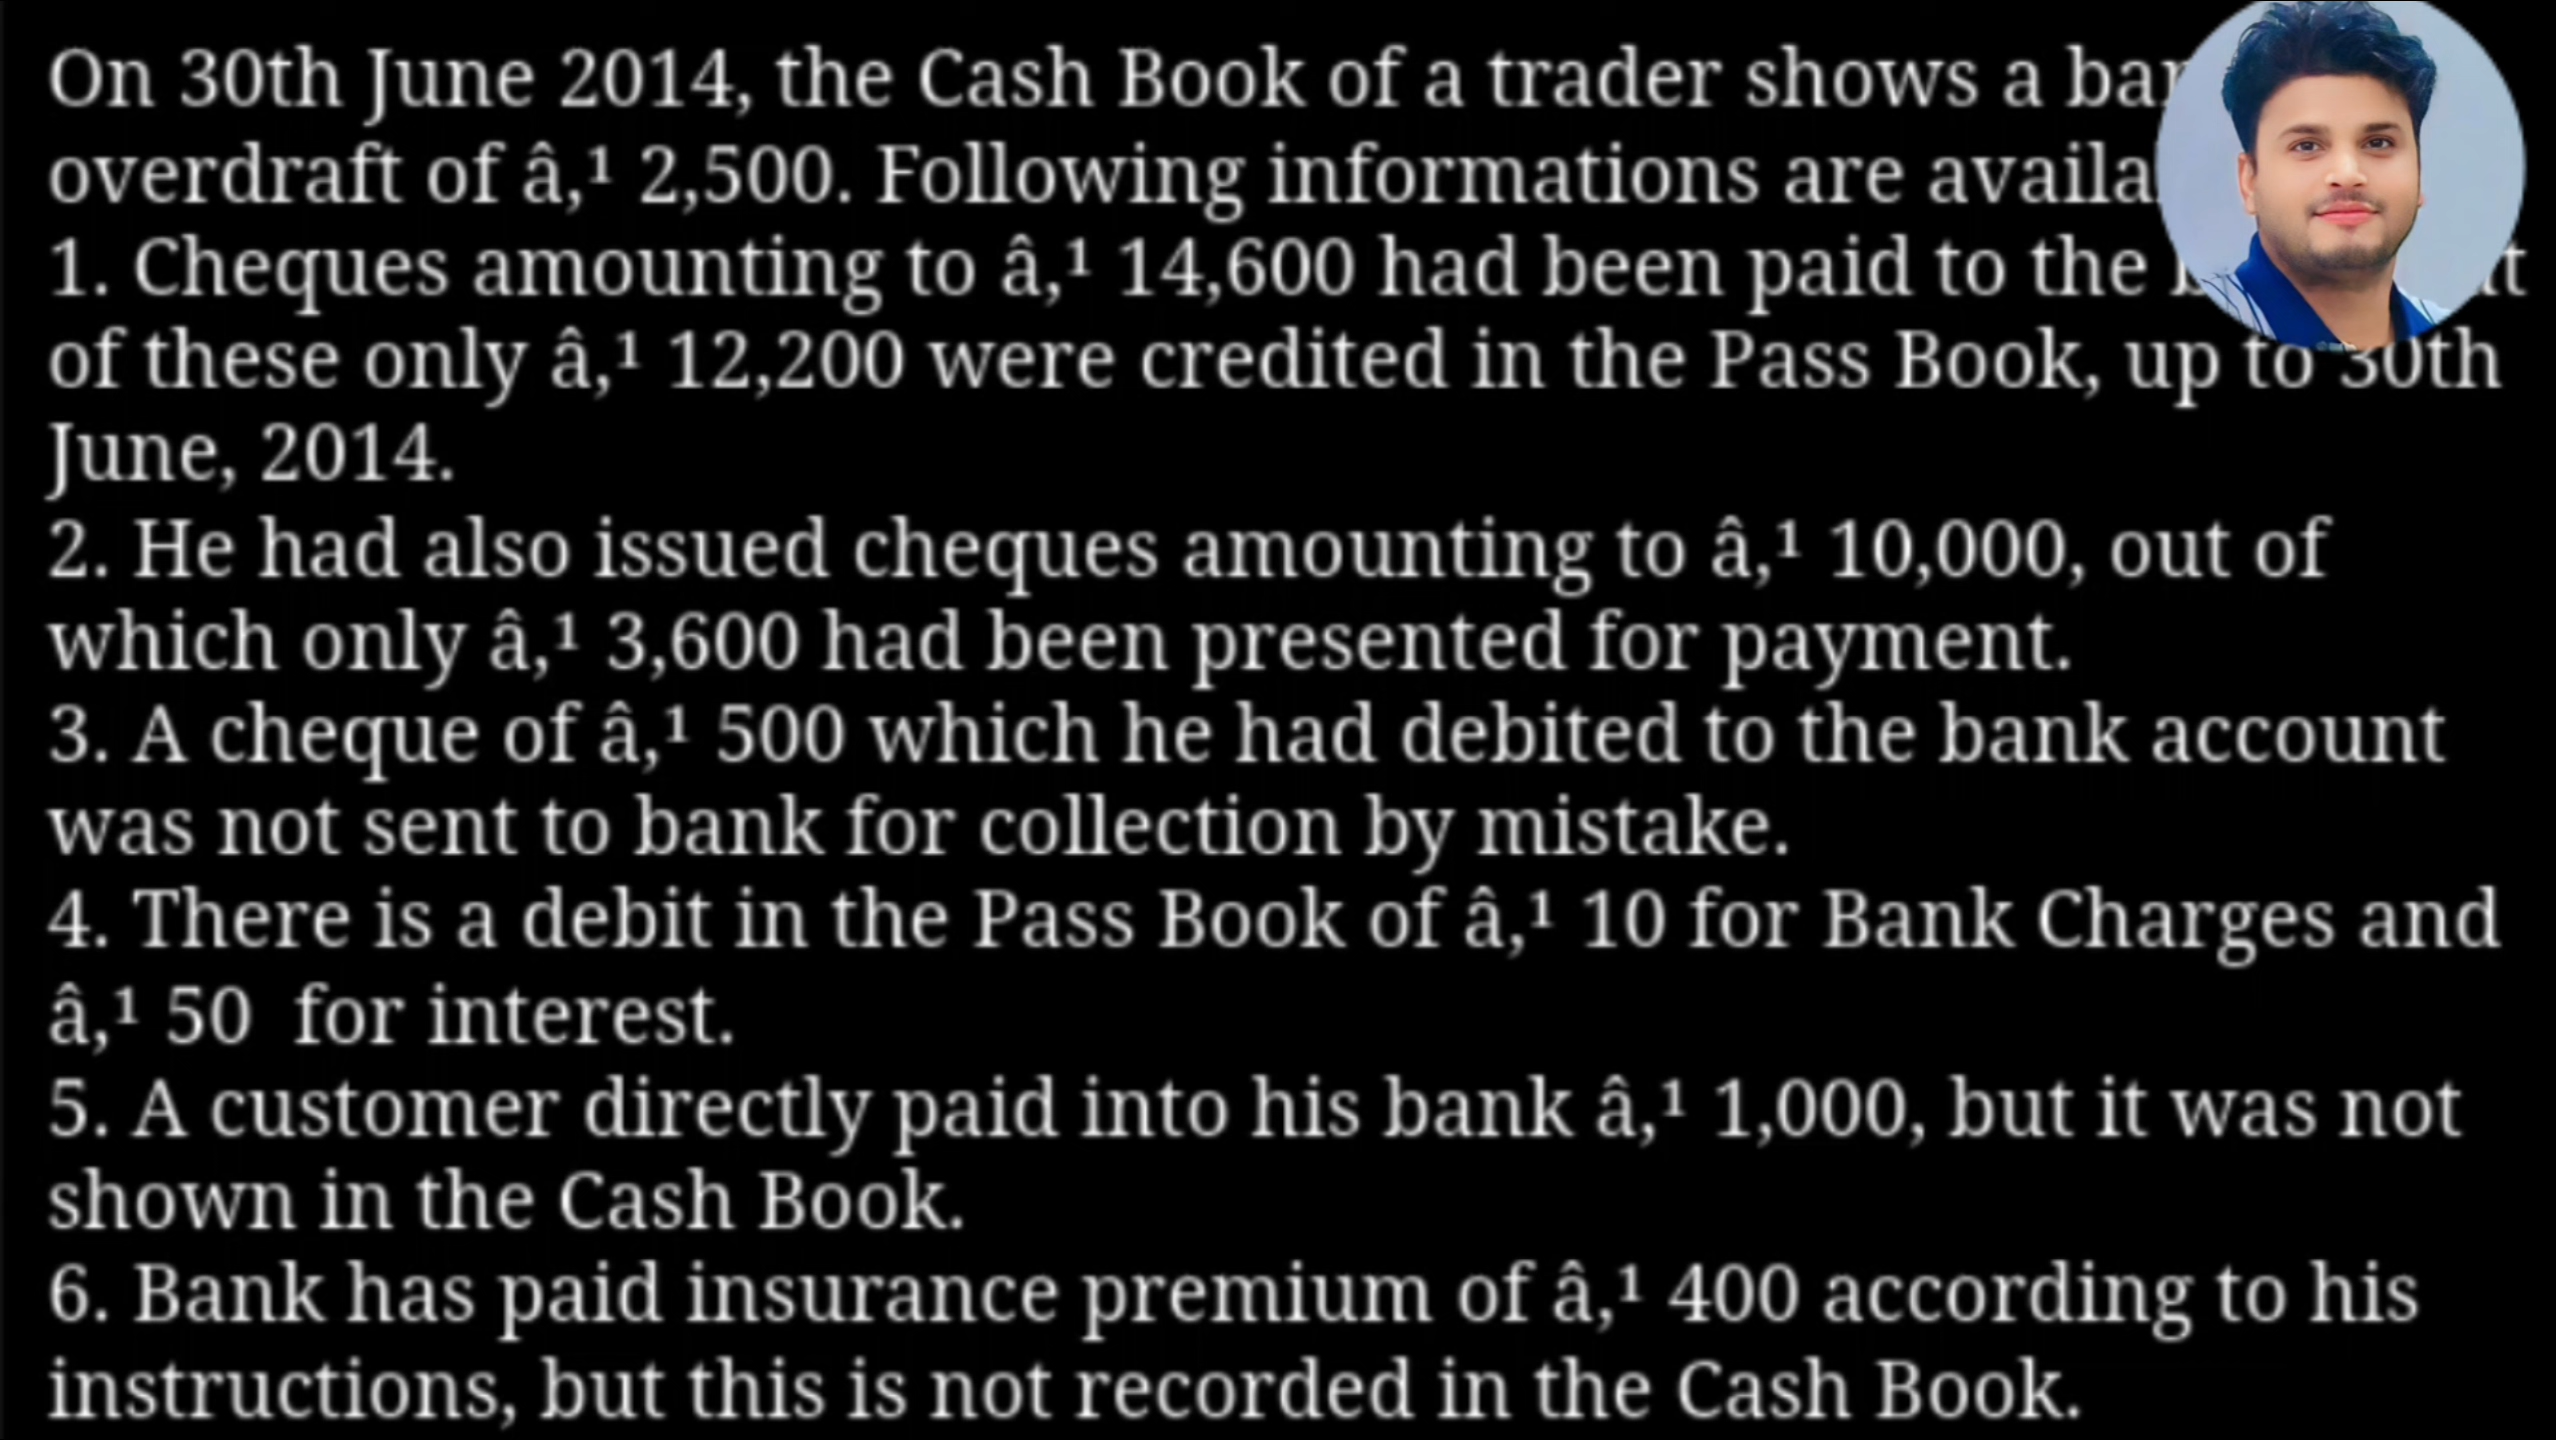 On 30th June 2014, the Cash Book of a trader shows a
overdraft of â,¹ 2,500. Following informations are
1. Cheques amounting to â,¹ 14,600 had been paid to the
of these only â,¹ 12,200 were credited in the Pass Book, up to 30th
June, 2014.
2. He had also issued cheques amounting to â,¹ 10,000, out of
which only â,¹ 3,600 had been presented for payment.
3. A cheque of â,¹ 500 which he had debited to the bank account
was not sent to bank for collection by mistake.
4. There is a debit in the Pass Book of â,¹ 10 for Bank Charges and
â,¹ 50  for interest.
5. A customer directly paid into his bank â,¹ 1,000, but it was not
shown in the Cash Book.
6. Bank has paid insurance premium of â,¹ 400 according to his
instructions, but this is not recorded in the Cash Book.